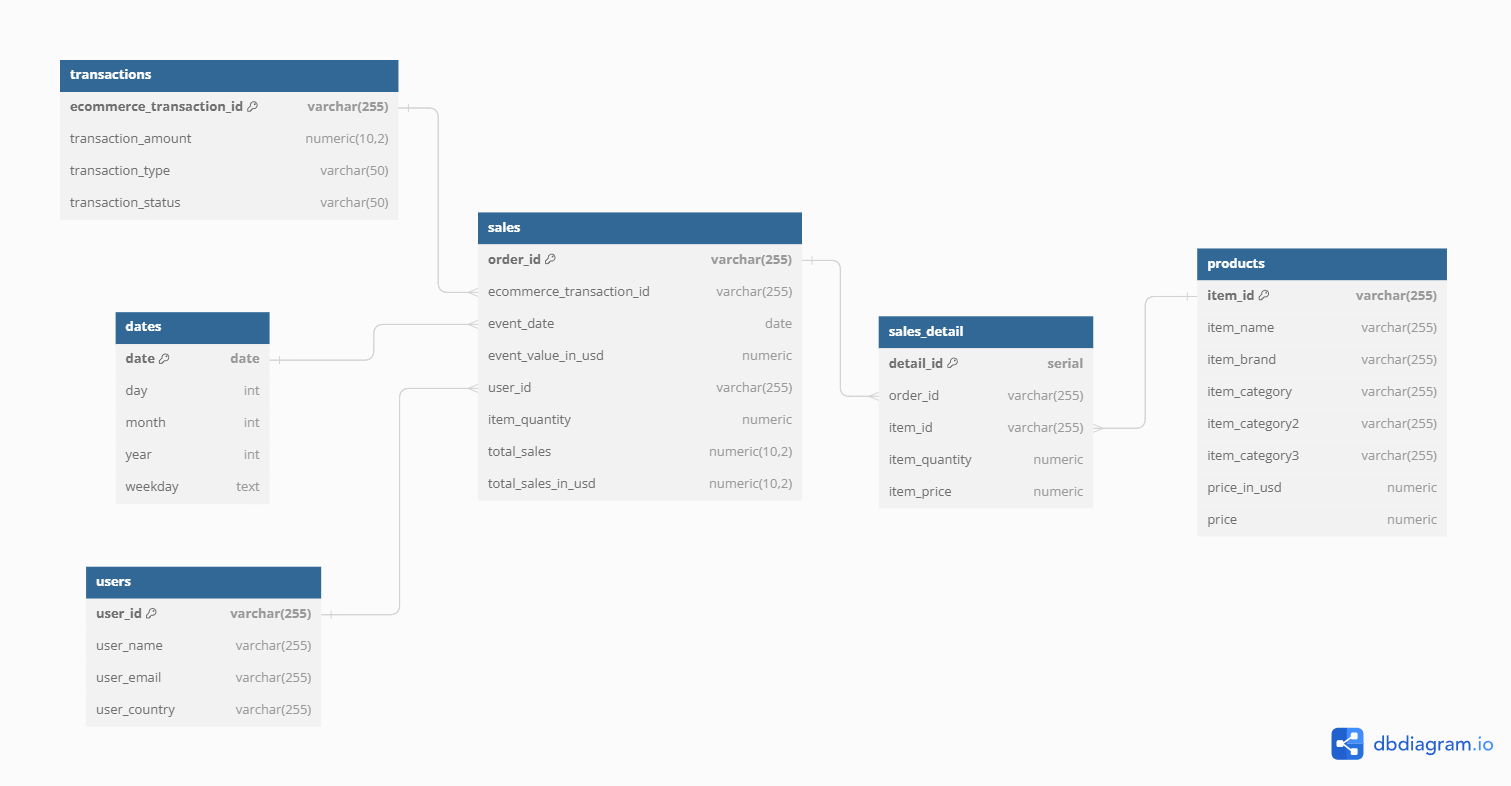 transactions
ecommerce_transaction_id varchar(255)
transaction_amount numeric(10,2)
transaction_type varchar(50)
transaction_status varchar(50)
dates
date date
day int
month int
year int
weekday text
users
user_id varchar(255)
user_name varchar(255)
user_email varchar(255)
user_country varchar(255)
sales
order_id varchar(255)
ecommerce_transaction_id varchar(255)
event_date date
event_value_in_usd numeric
user_id varchar(255)
item_quantity numeric
total_sales numeric(10,2)
total_sales_in_usd numeric(10,2)
sales_detail
detail_id serial
order_id varchar(255)
item_id varchar(255)
item_quantity numeric
item_price numeric
products
item_id varchar(255)
item_name varchar(255)
item_brand varchar(255)
item_category varchar(255)
item_category2 varchar(255)
item_category3 varchar(255)
price_in_usd numeric
price numeric
dbdiagram.io